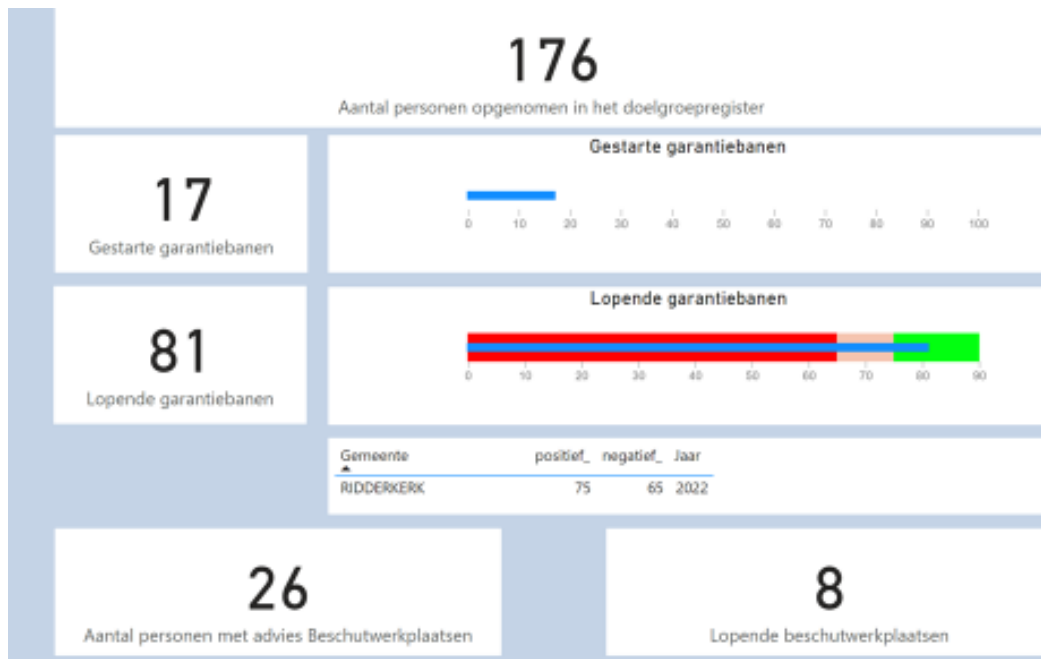 176
Aantal personen opgenomen in het doelgroepregister
17
Gestarte garantiebanen
Gestarte garantiebanen
0 10 20 30 40 50 60 70 80 90 100
81
Lopende garantiebanen
Lopende garantiebanen
0 10 20 30 40 50 60 70 80 90
Gemeente positief_ negatief_ Jaar
RIDDERKERK 75 65 2022
26
Aantal personen met advies Beschutwerkplaatsen
8
Lopende beschutwerkplaatsen